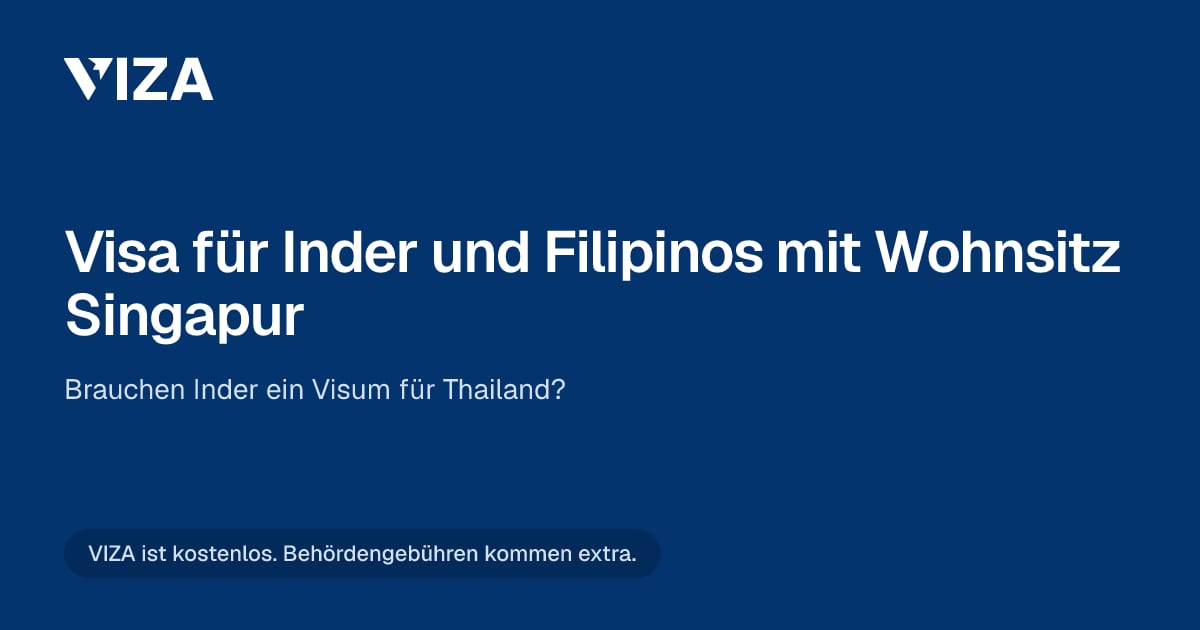 VIZA
Visa für Inder und Filipinos mit Wohnsitz
Singapur
Brauchen Inder ein Visum für Thailand?
VIZA ist kostenlos. Behördengebühren kommen extra.